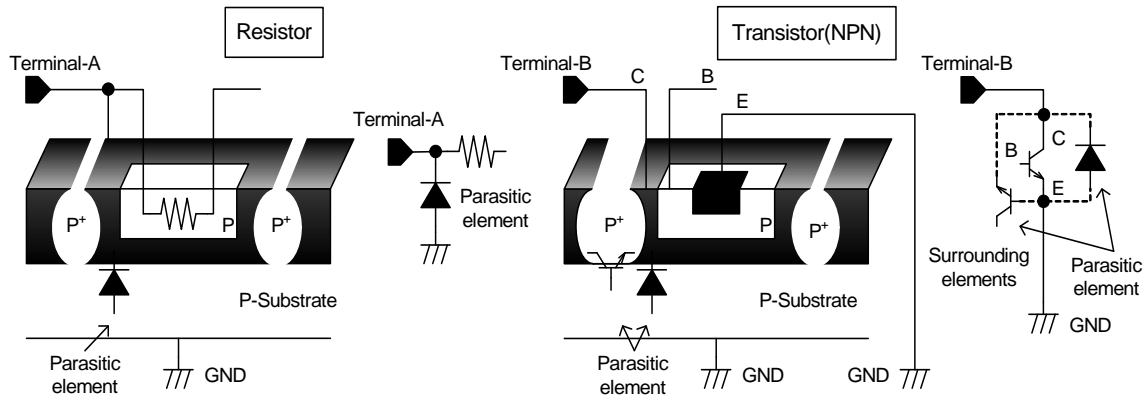 Resistor
Terminal-A
P⁺
P
P⁺
P-Substrate
Parasitic
element
GND
Terminal-A
Parasitic
element
Transistor(NPN)
Terminal-B
C
B
E
P⁺
P
P⁺
P-Substrate
Parasitic
element
GND
GND
Terminal-B
B
C
E
Surrounding
elements
Parasitic
element
GND